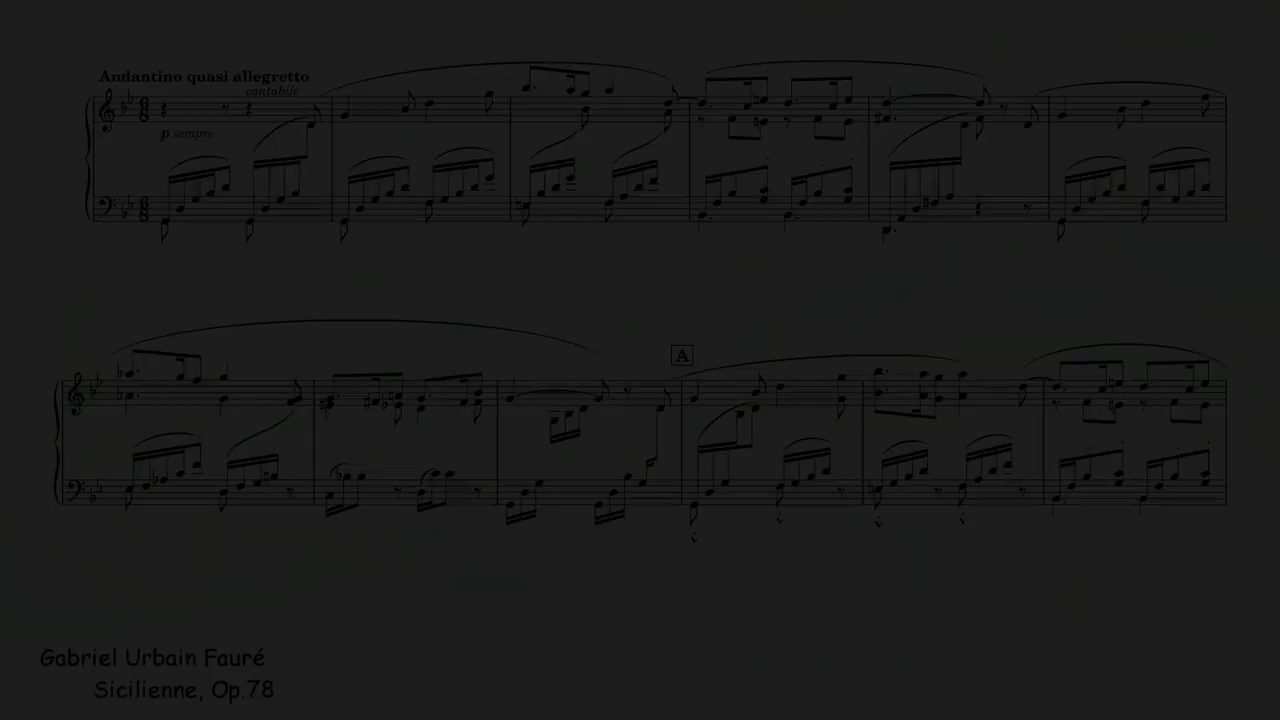 Andantino quasi allegretto
cantabile
p sempre
A
Gabriel Urbain Fauré
Sicilienne, Op.78